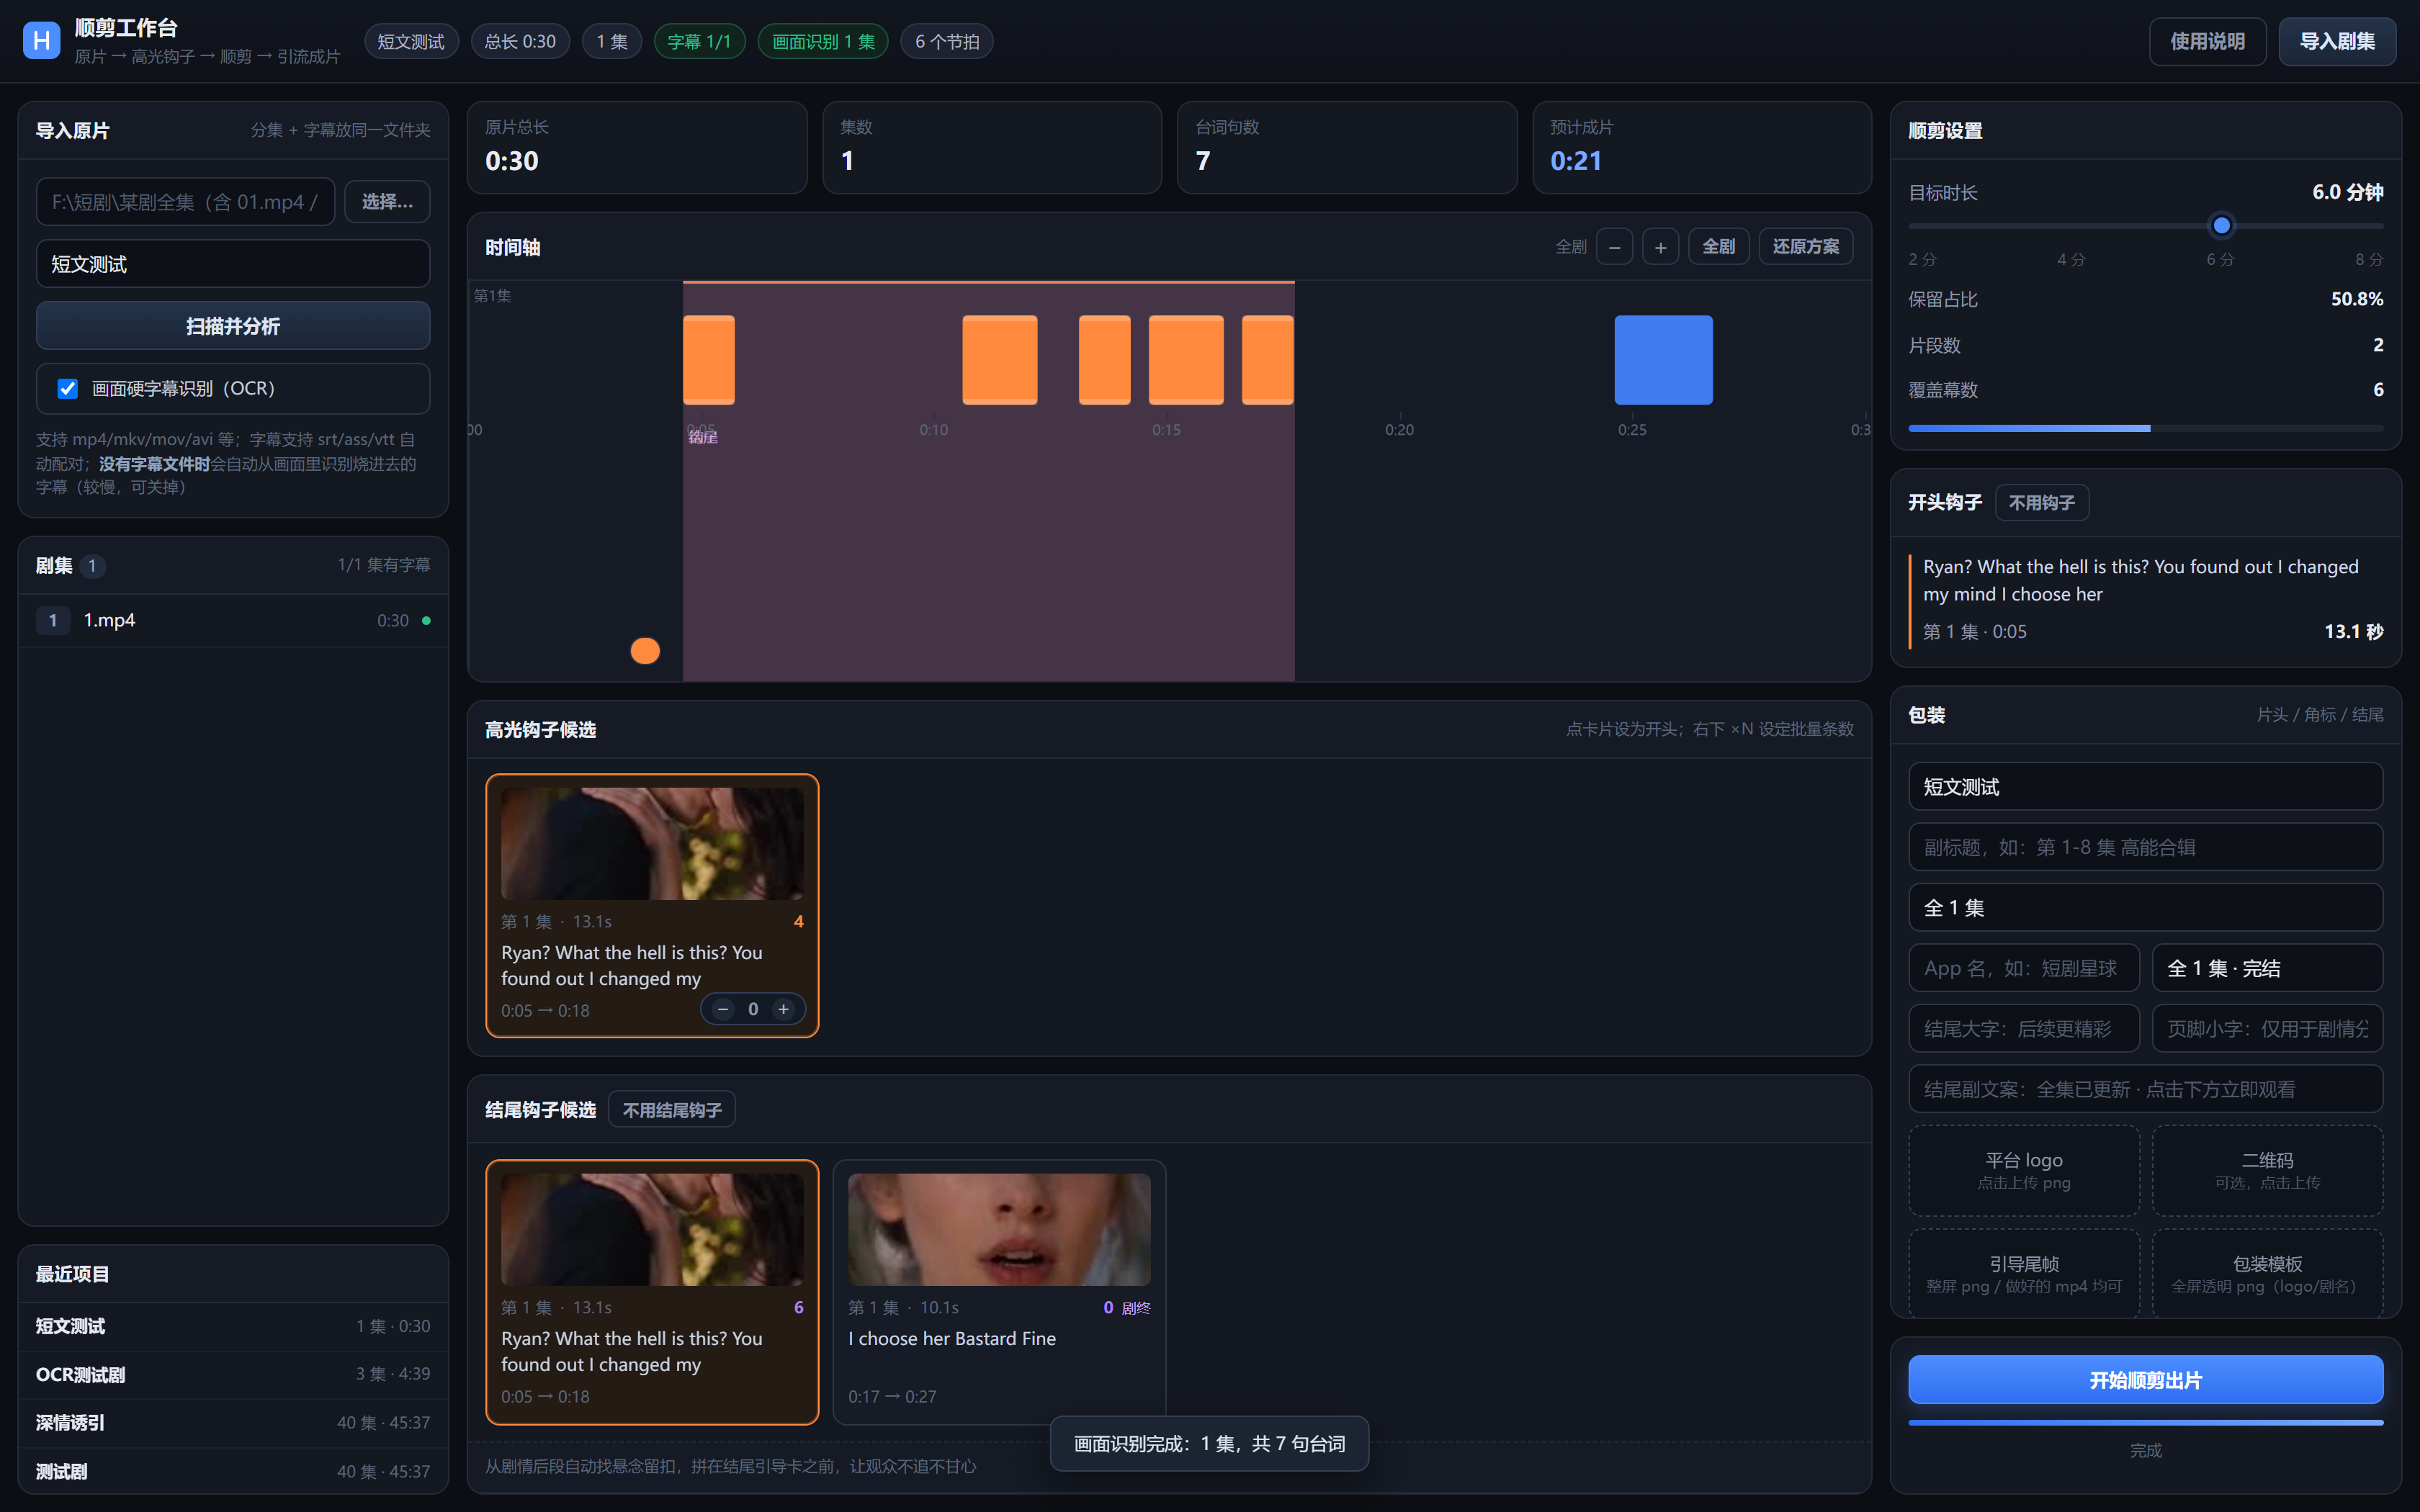 H
顺剪工作台
原片 → 高光钩子 → 顺剪 → 引流成片
短文测试
总长 0:30
1 集
字幕 1/1
画面识别 1 集
6 个节拍
使用说明
导入剧集
导入原片
分集 + 字幕放同一文件夹
F:\短剧\某剧全集（含 01.mp4 /
选择...
短文测试
扫描并分析
画面硬字幕识别（OCR）
支持 mp4/mkv/mov/avi 等；字幕支持 srt/ass/vtt 自
动配对；没有字幕文件时会自动从画面里识别烧进去的
字幕（较慢，可关掉）
剧集 1
1/1 集有字幕
1 1.mp4 0:30
最近项目
短文测试 1 集 · 0:30
OCR测试剧 3 集 · 4:39
深情诱引 40 集 · 45:37
测试剧 40 集 · 45:37
原片总长
0:30
集数
1
台词句数
7
预计成片
0:21
时间轴
全剧 − + 全剧 还原方案
第1集
00 0:05 0:10 0:15 0:20 0:25 0:3
高光钩子候选
点卡片设为开头；右下 ×N 设定批量条数
第 1 集 · 13.1s 4
Ryan? What the hell is this? You
found out I changed my
0:05 → 0:18
− 0 +
结尾钩子候选
不用结尾钩子
第 1 集 · 13.1s 6
Ryan? What the hell is this? You
found out I changed my
0:05 → 0:18
第 1 集 · 10.1s 0 剧终
I choose her Bastard Fine
0:17 → 0:27
从剧情后段自动找悬念留扣，拼在结尾引导卡之前，让观众不追不甘心
画面识别完成：1 集，共 7 句台词
顺剪设置
目标时长 6.0 分钟
2 分 4 分 6 分 8 分
保留占比 50.8%
片段数 2
覆盖幕数 6
开头钩子 不用钩子
Ryan? What the hell is this? You found out I changed
my mind I choose her
第 1 集 · 0:05 13.1 秒
包装
片头 / 角标 / 结尾
短文测试
副标题，如：第 1-8 集 高能合辑
全 1 集
App 名，如：短剧星球
全 1 集 · 完结
结尾大字：后续更精彩
页脚小字：仅用于剧情分
结尾副文案：全集已更新 · 点击下方立即观看
平台 logo
点击上传 png
二维码
可选，点击上传
引导尾帧
整屏 png / 做好的 mp4 均可
包装模板
全屏透明 png（logo/剧名）
开始顺剪出片
完成